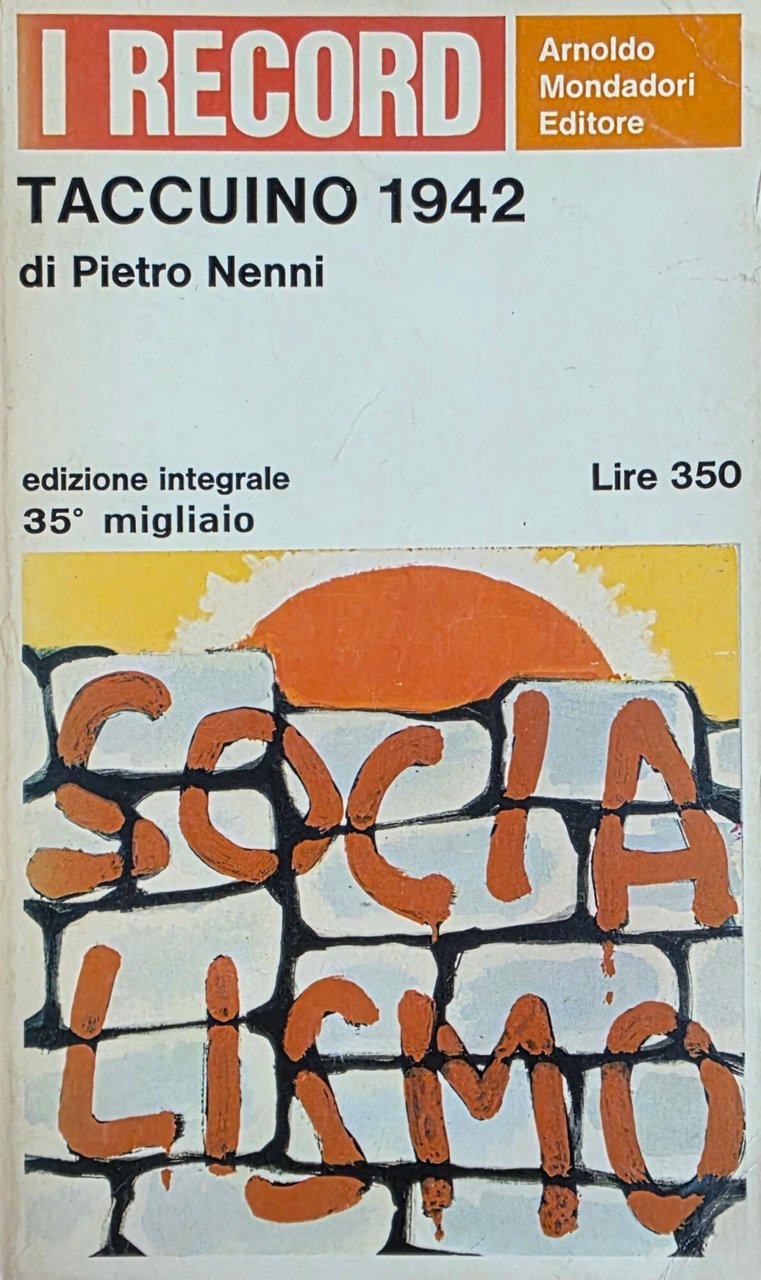 I RECORD
Arnoldo
Mondadori
Editore
TACCUINO 1942
di Pietro Nenni
edizione integrale
Lire 350
35° migliaio
SOCIA
LISMO